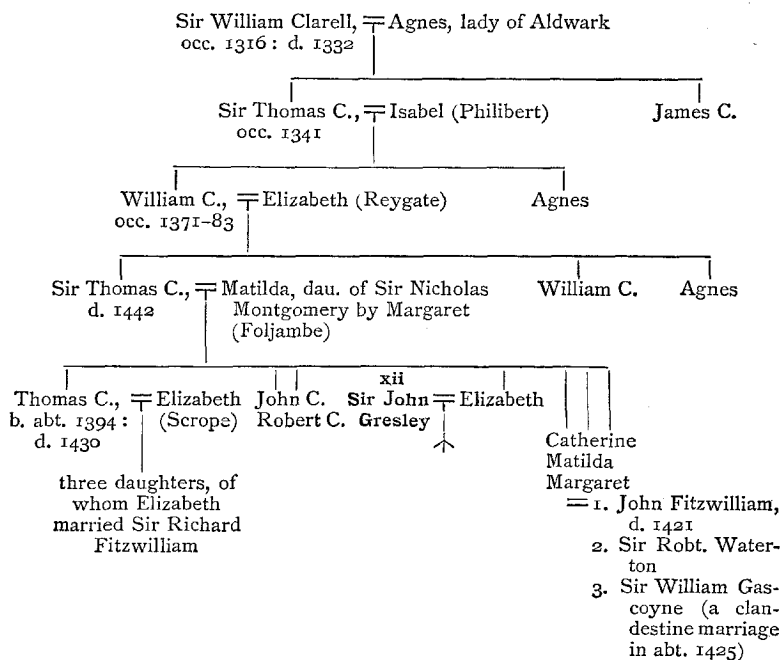 Sir William Clarell, = Agnes, lady of Aldwark
occ. 1316 : d. 1332
Sir Thomas C., = Isabel (Philibert)
occ. 1341
James C.
William C., = Elizabeth (Reygate)
occ. 1371-83
Agnes
Sir Thomas C., = Matilda, dau. of Sir Nicholas
d. 1442
Montgomery by Margaret
(Foljambe)
William C.
Agnes
Thomas C., = Elizabeth
b. abt. 1394 :
(Scrope)
d. 1430
John C.
Robert C.
xii
Sir John = Elizabeth
Gresley
Catherine
Matilda
Margaret
three daughters, of
whom Elizabeth
married Sir Richard
Fitzwilliam
= 1. John Fitzwilliam,
d. 1421
2. Sir Robt. Water-
ton
3. Sir William Gas-
coyne (a clan-
destine marriage
in abt. 1425)